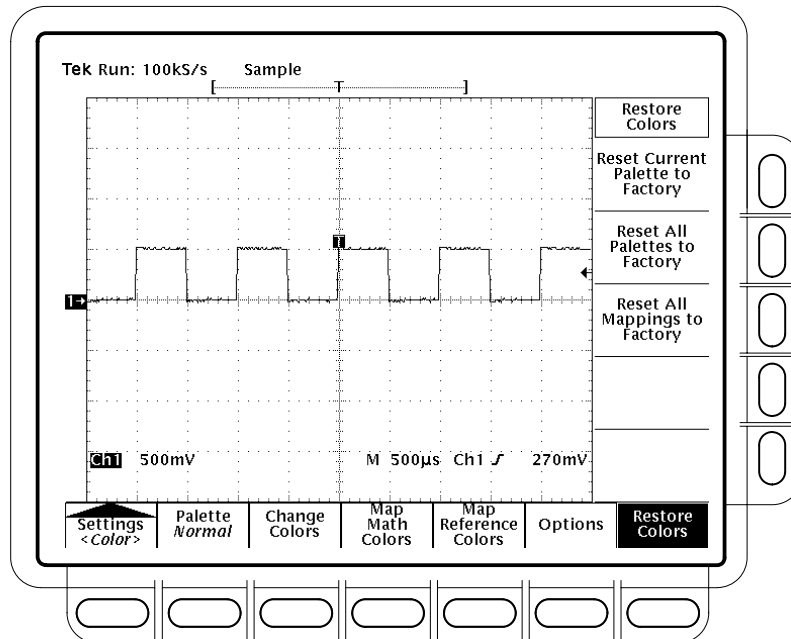 Tek Run: 100kS/s Sample
[ T ]
Restore
Colors
Reset Current
Palette to
Factory
Reset All
Palettes to
Factory
T
1→
Reset All
Mappings to
Factory
Ch1 500mV M 500µs Ch1 270mV
Settings
<Color>
Palette
Normal
Change
Colors
Map
Math
Colors
Map
Reference
Colors
Options
Restore
Colors